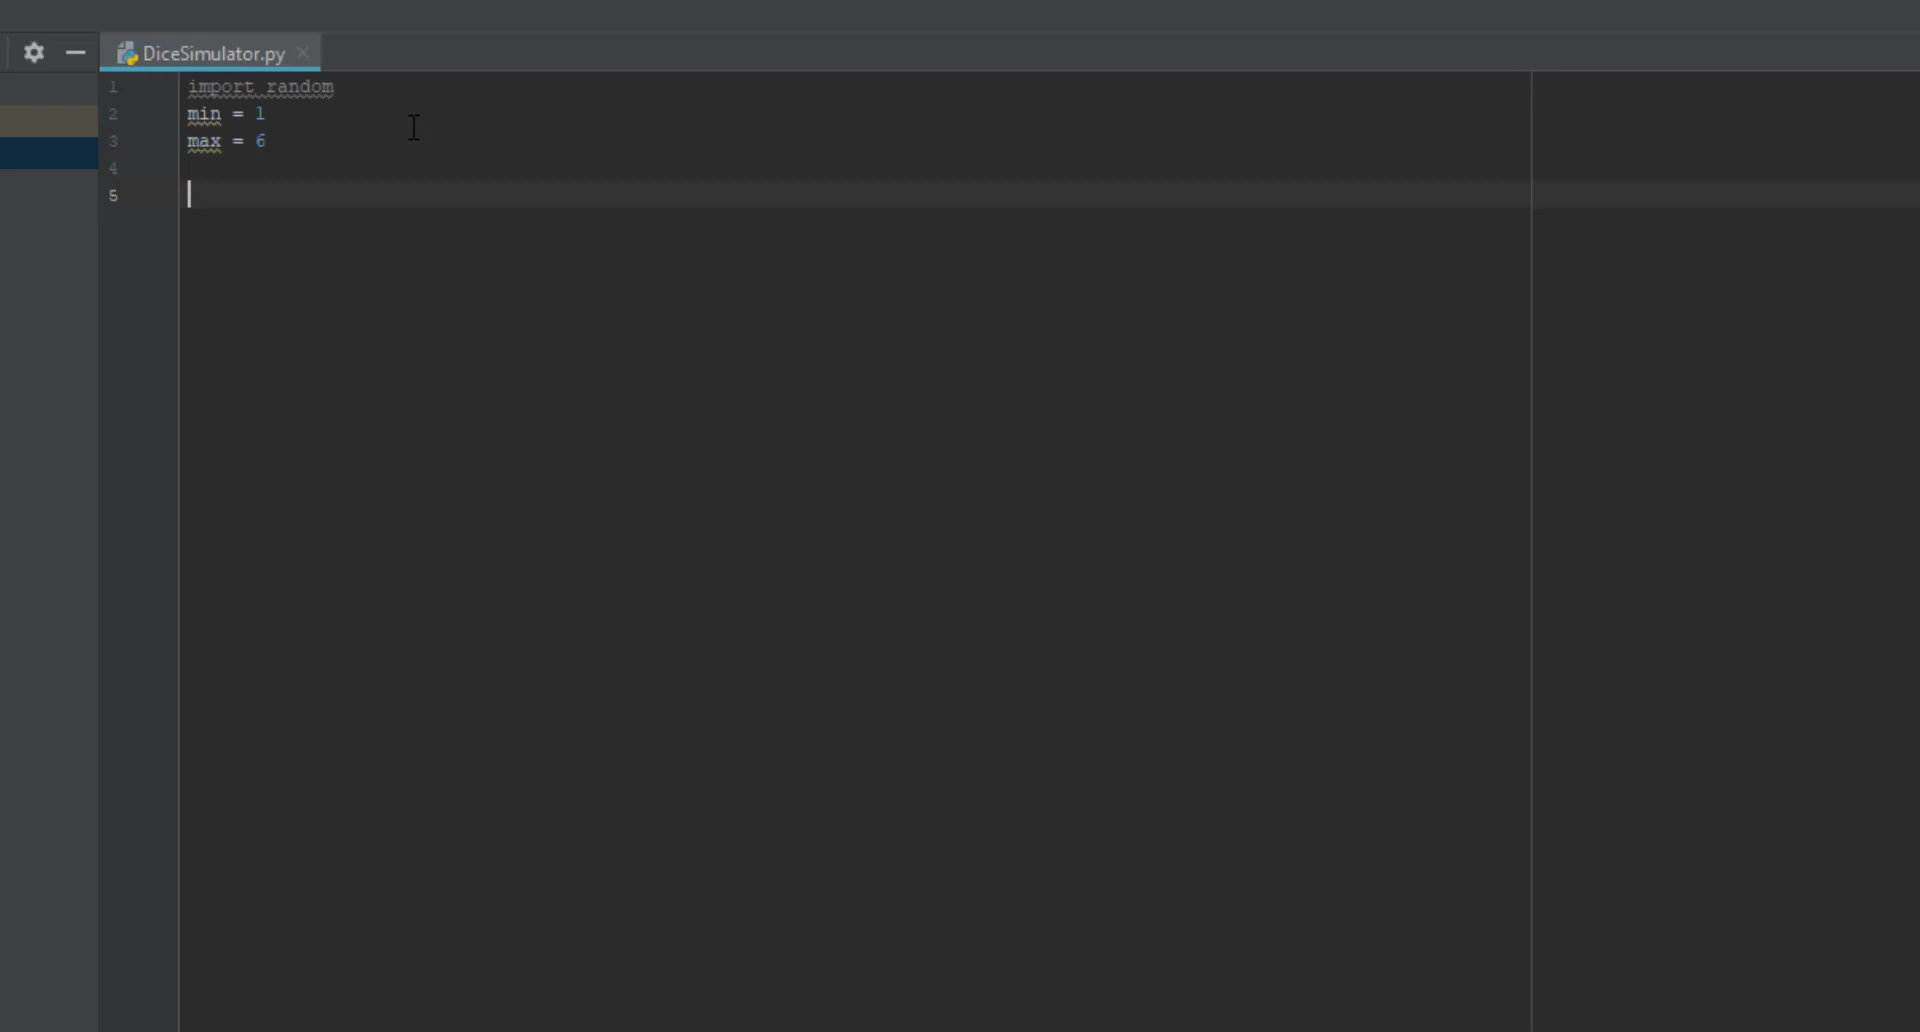 DiceSimulator.py
1 import random
2 min = 1
3 max = 6
4
5